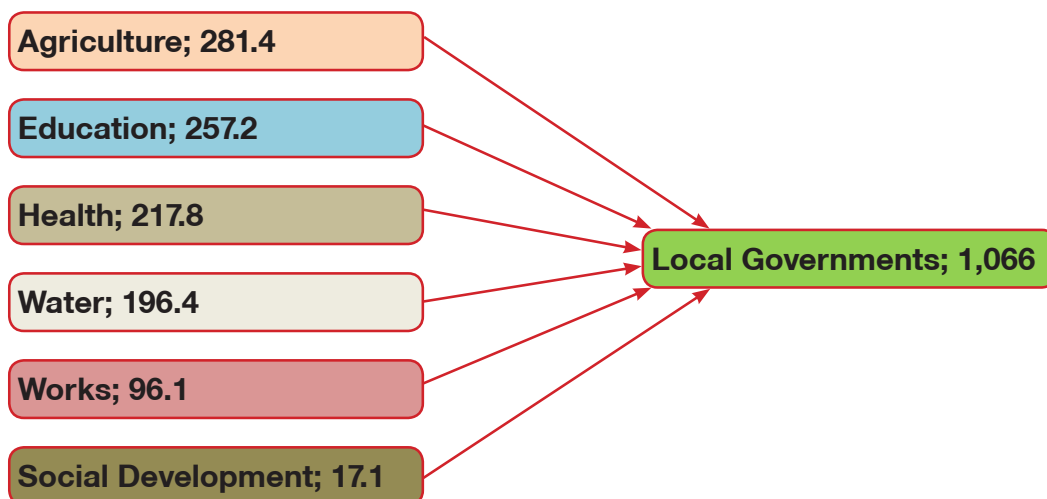 Agriculture; 281.4
Education; 257.2
Health; 217.8
Water; 196.4
Works; 96.1
Social Development; 17.1
Local Governments; 1,066